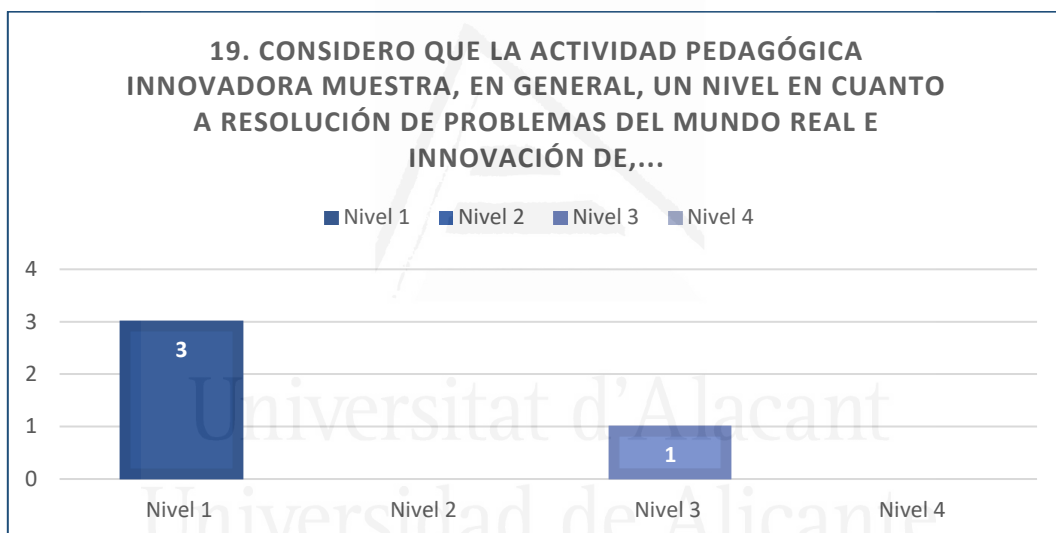 19. CONSIDERO QUE LA ACTIVIDAD PEDAGÓGICA
INNOVADORA MUESTRA, EN GENERAL, UN NIVEL EN CUANTO
A RESOLUCIÓN DE PROBLEMAS DEL MUNDO REAL E
INNOVACIÓN DE,...
Nivel 1 Nivel 2 Nivel 3 Nivel 4
4
3
2
1
0
3
1
Nivel 1 Nivel 2 Nivel 3 Nivel 4
Universitat d'Alacant
Universidad de Alicante